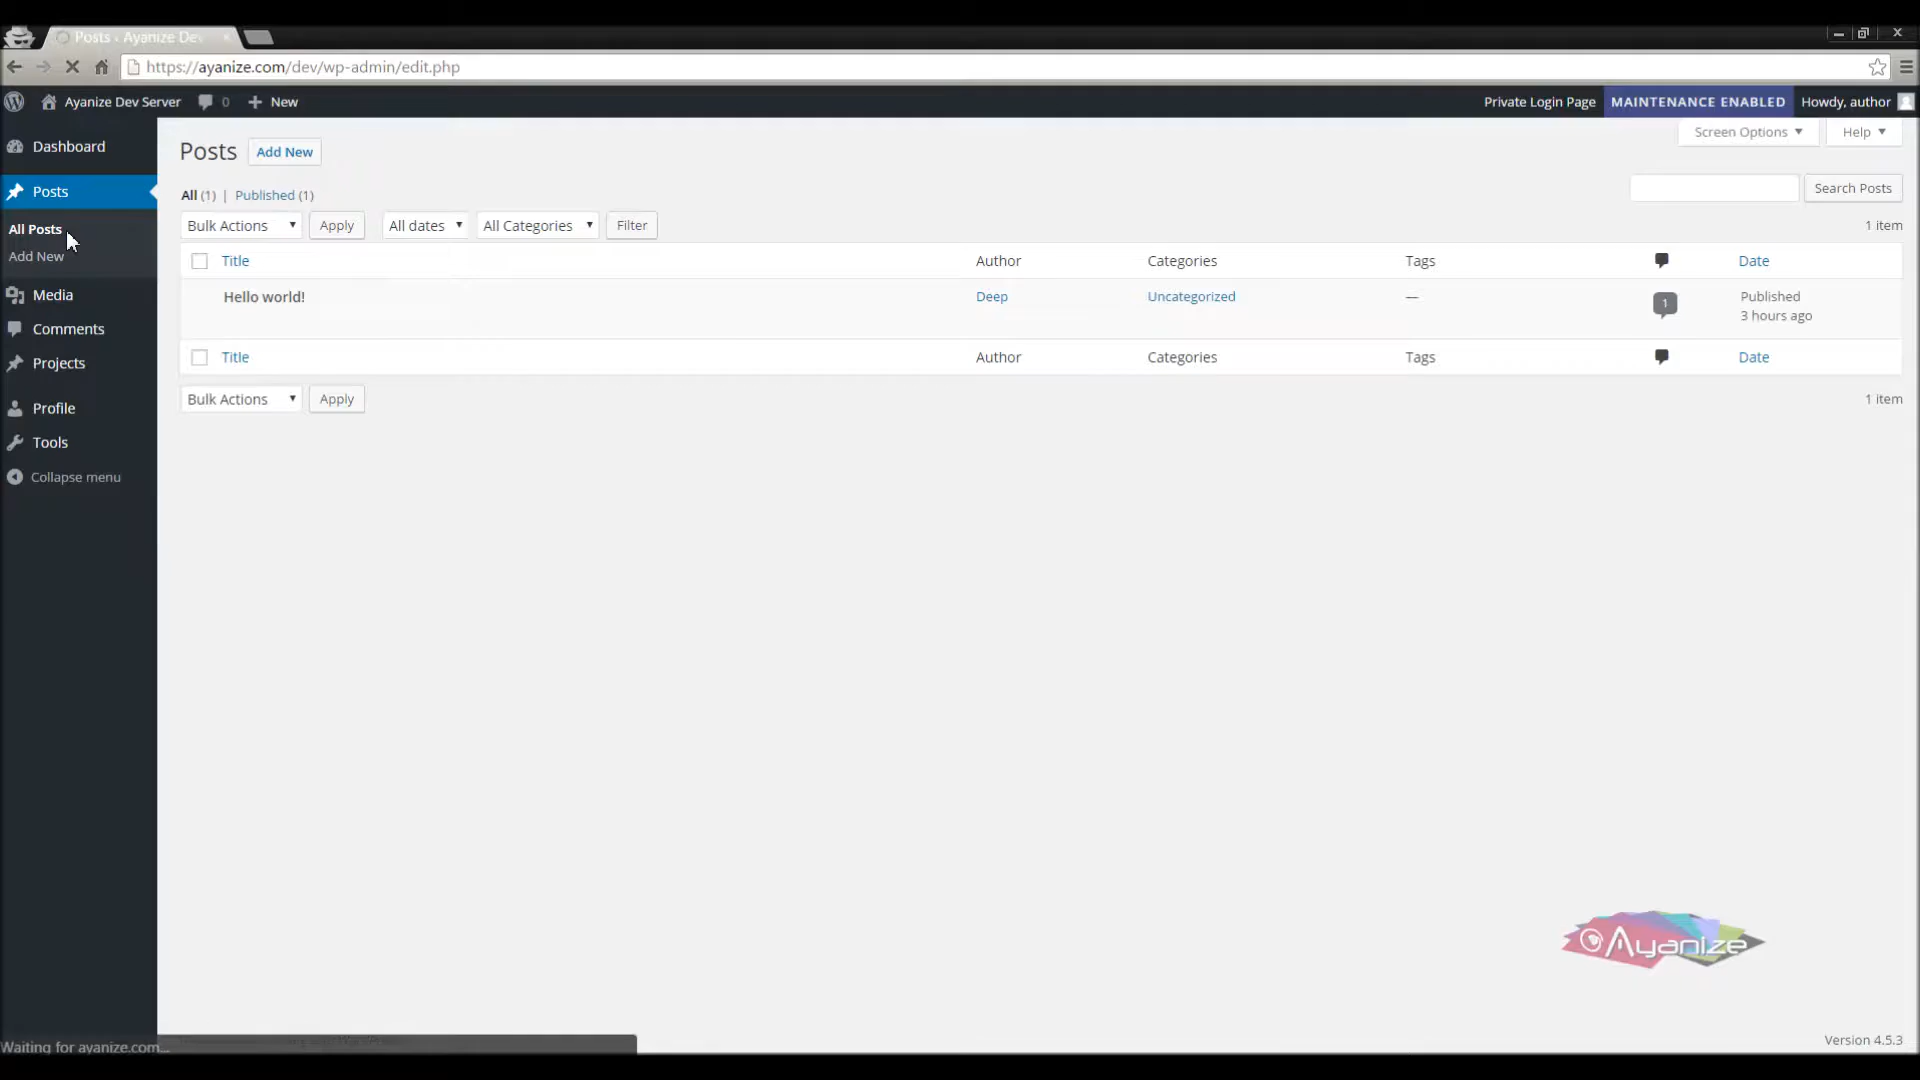 Posts - Ayanize De
https://ayanize.com/dev/wp-admin/edit.php
Ayanize Dev Server 0 + New Private Login Page MAINTENANCE ENABLED Howdy, author
Screen Options Help
Dashboard
Posts
All Posts
Add New
Media
Comments
Projects
Profile
Tools
Collapse menu
Posts Add New
All (1) | Published (1)
Search Posts
Bulk Actions Apply All dates All Categories Filter 1 item
Title Author Categories Tags Date
Hello world! Deep Uncategorized — 1 Published
3 hours ago
Title Author Categories Tags Date
Bulk Actions Apply 1 item
Ayanize
Version 4.5.3
Waiting for ayanize.com...